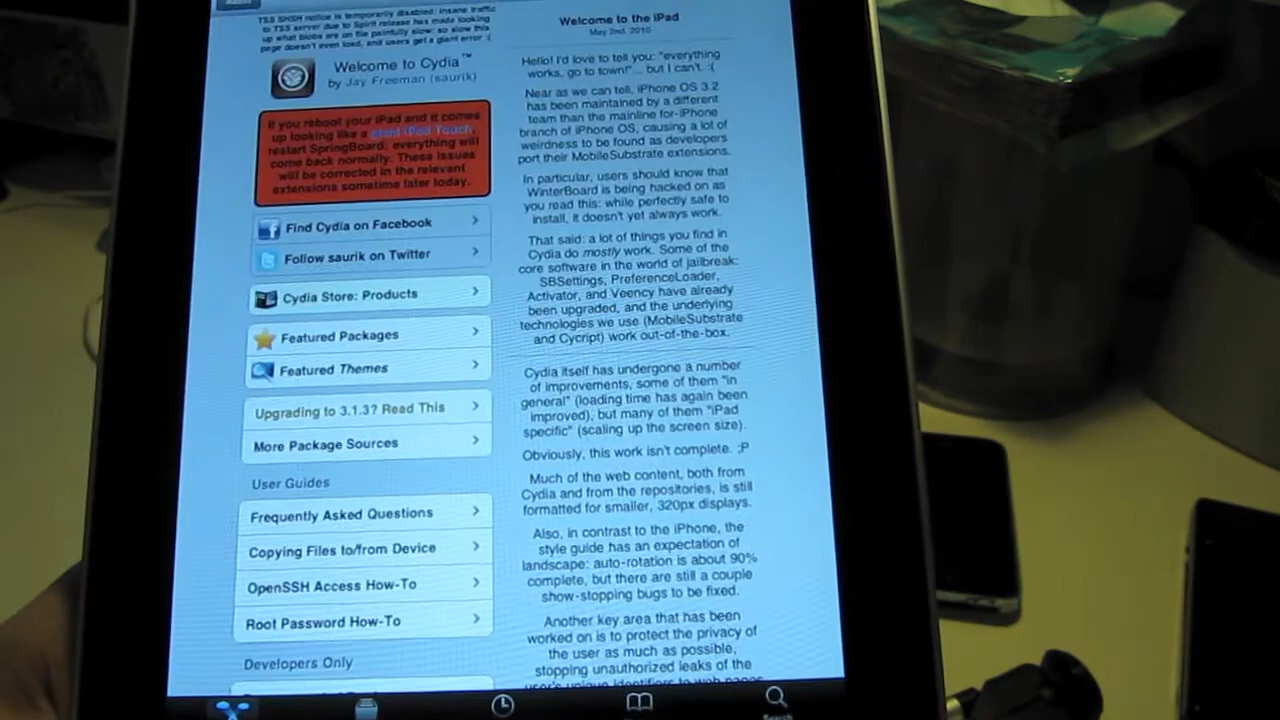 TSS SHSH notice is temporarily disabled: insane traffic
to TSS server due to Spirit release has made looking
up what blobs are on file painfully slow: so slow this
page doesn't even load, and users get a giant error :(
Welcome to Cydia™
by Jay Freeman (saurik)
If you reboot your iPad and it comes
up looking like a giant iPod Touch,
restart SpringBoard: everything will
come back normally. These issues
will be corrected in the relevant
extensions sometime later today.
Find Cydia on Facebook
Follow saurik on Twitter
Cydia Store: Products
Featured Packages
Featured Themes
Upgrading to 3.1.3? Read This
More Package Sources
User Guides
Frequently Asked Questions
Copying Files to/from Device
OpenSSH Access How-To
Root Password How-To
Developers Only
Welcome to the iPad
May 2nd, 2010
Hello! I'd love to tell you: "everything
works, go to town!" ... but I can't. :(
Near as we can tell, iPhone OS 3.2
has been maintained by a different
team than the mainline for-iPhone
branch of iPhone OS, causing a lot of
weirdness to be found as developers
port their MobileSubstrate extensions.
In particular, users should know that
WinterBoard is being hacked on as
you read this: while perfectly safe to
install, it doesn't yet always work.
That said: a lot of things you find in
Cydia do mostly work. Some of the
core software in the world of jailbreak:
SBSettings, PreferenceLoader,
Activator, and Veency have already
been upgraded, and the underlying
technologies we use (MobileSubstrate
and Cycript) work out-of-the-box.
Cydia itself has undergone a number
of improvements, some of them "in
general" (loading time has again been
improved), but many of them "iPad
specific" (scaling up the screen size).
Obviously, this work isn't complete. ;P
Much of the web content, both from
Cydia and from the repositories, is still
formatted for smaller, 320px displays.
Also, in contrast to the iPhone, the
style guide has an expectation of
landscape: auto-rotation is about 90%
complete, but there are still a couple
show-stopping bugs to be fixed.
Another key area that has been
worked on is to protect the privacy of
the user as much as possible,
stopping unauthorized leaks of the
user's unique identifiers to web pages
Search